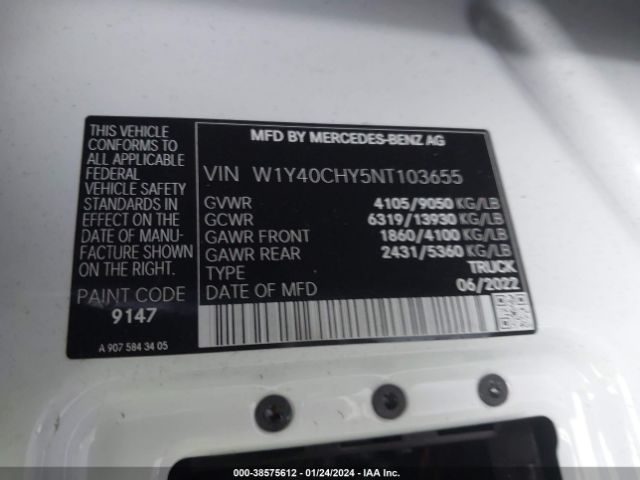 THIS VEHICLE
CONFORMS TO
ALL APPLICABLE
FEDERAL
VEHICLE SAFETY
STANDARDS IN
EFFECT ON THE
DATE OF MANU-
FACTURE SHOWN
ON THE RIGHT.
PAINT CODE
9147
A 907 584 34 05
MFD BY MERCEDES-BENZ AG
VIN W1Y40CHY5NT103655
GVWR 4105/9050 KG/LB
GCWR 6319/13930 KG/LB
GAWR FRONT 1860/4100 KG/LB
GAWR REAR 2431/5360 KG/LB
TYPE TRUCK
DATE OF MFD 06/2022
000-38575612 - 01/24/2024 - IAA Inc.